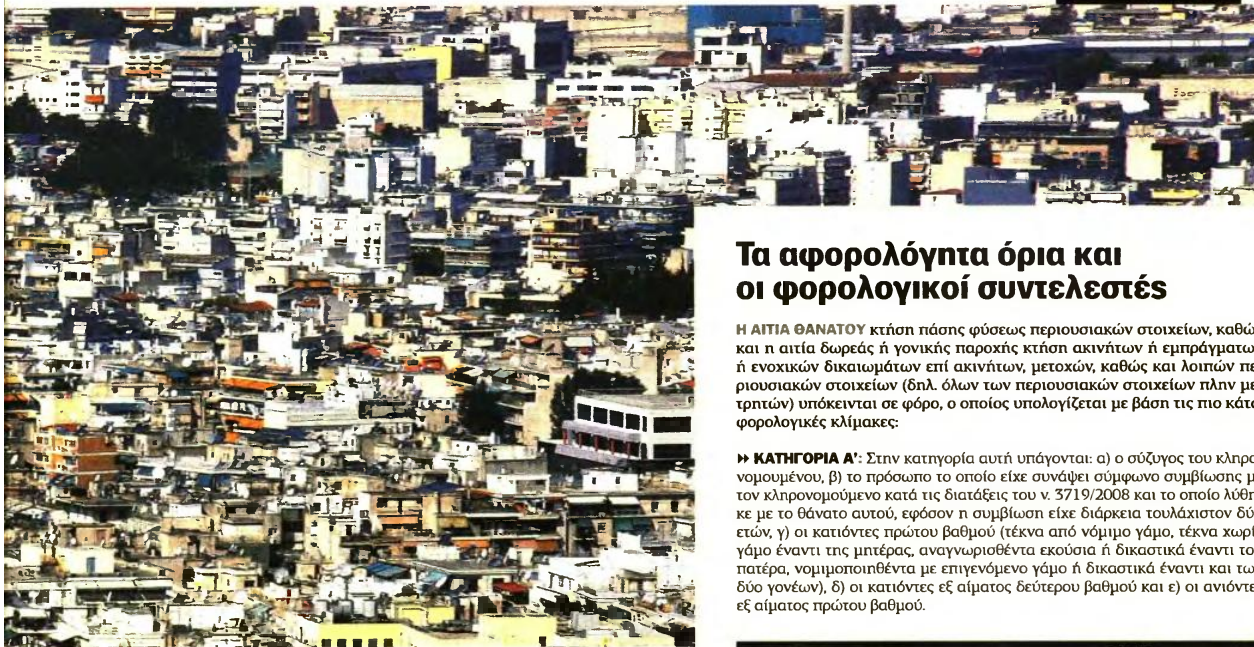 Τα αφορολόγητα όρια και
οι φορολογικοί συντελεστές
Η ΑΙΤΙΑ ΘΑΝΑΤΟΥ κτήση πάσης φύσεως περιουσιακών στοιχείων, καθώ
και η αιτία δωρεάς ή γονικής παροχής κτήση ακινήτων ή εμπράγματω
ή ενοχικών δικαιωμάτων επί ακινήτων, μετοχών, καθώς και λοιπών πε
ριουσιακών στοιχείων (δηλ. όλων των περιουσιακών στοιχείων πλην με
τρητών) υπόκεινται σε φόρο, ο οποίος υπολογίζεται με βάση τις πιο κάτω
φορολογικές κλίμακες:
ΚΑΤΗΓΟΡΙΑ Α': Στην κατηγορία αυτή υπάγονται: α) ο σύζυγος του κληρο
νομουμένου, β) το πρόσωπο το οποίο είχε συνάψει σύμφωνο συμβίωσης μ
τον κληρονομούμενο κατά τις διατάξεις του ν. 3719/2008 και το οποίο λύθη
κε με το θάνατο αυτού, εφόσον η συμβίωση είχε διάρκεια τουλάχιστον δύ
ετών, γ) οι κατιόντες πρώτου βαθμού (τέκνα από νόμιμο γάμο, τέκνα χωρί
γάμο έναντι της μητέρας, αναγνωρισθέντα εκούσια ή δικαστικά έναντι το
πατέρα, νομιμοποιηθέντα με επιγενόμενο γάμο ή δικαστικά έναντι και τω
δύο γονέων), δ) οι κατιόντες εξ αίματος δεύτερου βαθμού και ε) οι ανιόντε
εξ αίματος πρώτου βαθμού.